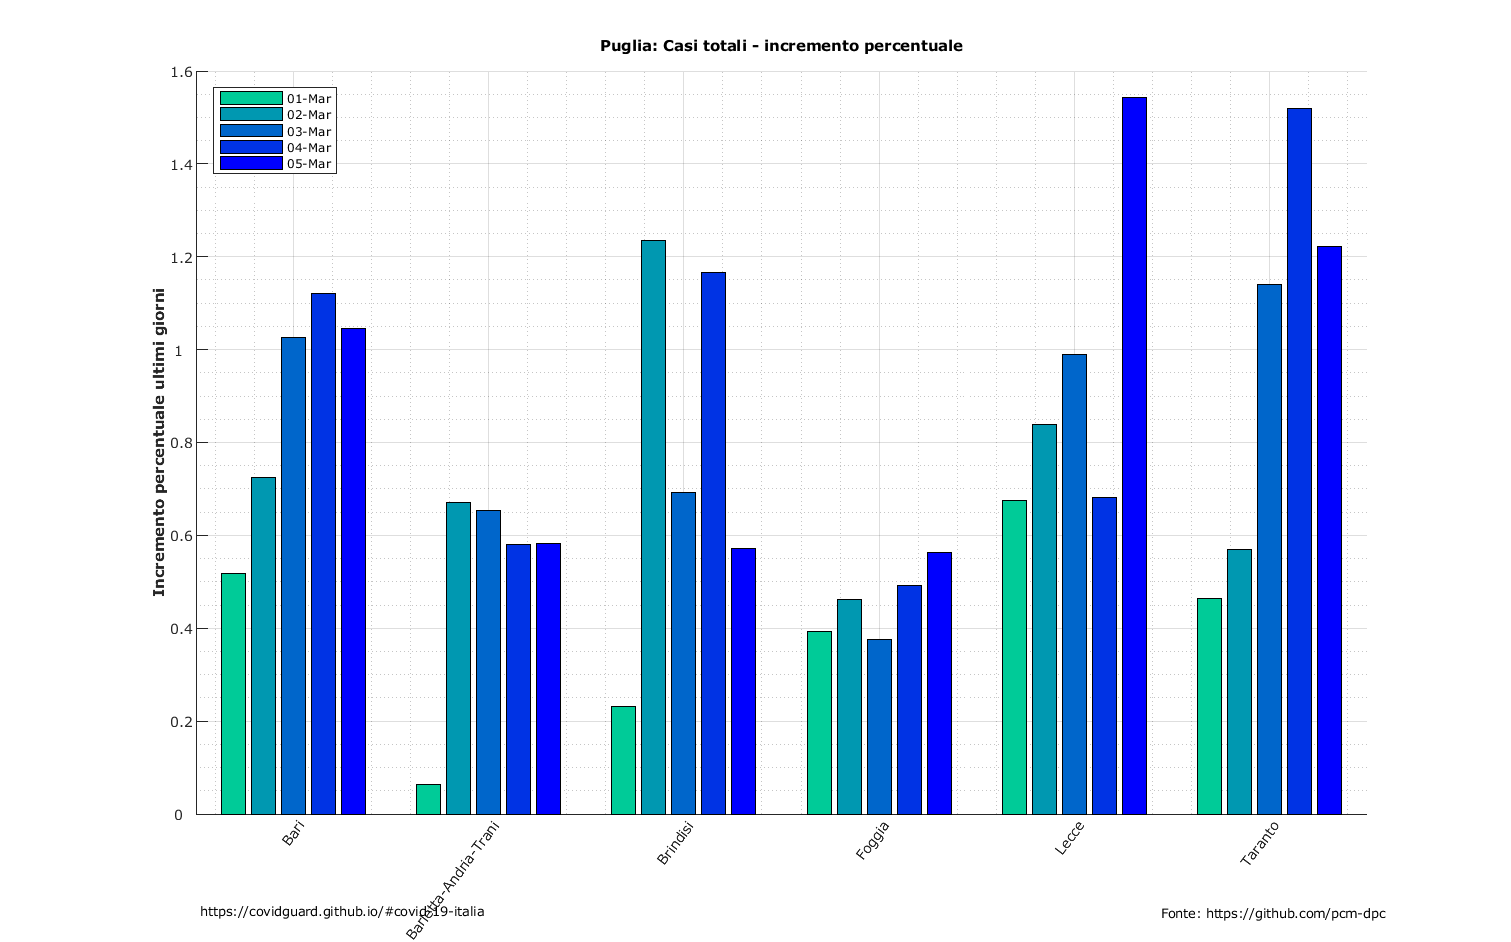 Puglia: Casi totali - incremento percentuale
1.6
1.4
1.2
1
0.8
0.6
0.4
0.2
0
Incremento percentuale ultimi giorni
01-Mar
02-Mar
03-Mar
04-Mar
05-Mar
Bari
Barletta-Andria-Trani
Brindisi
Foggia
Lecce
Taranto
https://covidguard.github.io/#covid-19-italia
Fonte: https://github.com/pcm-dpc